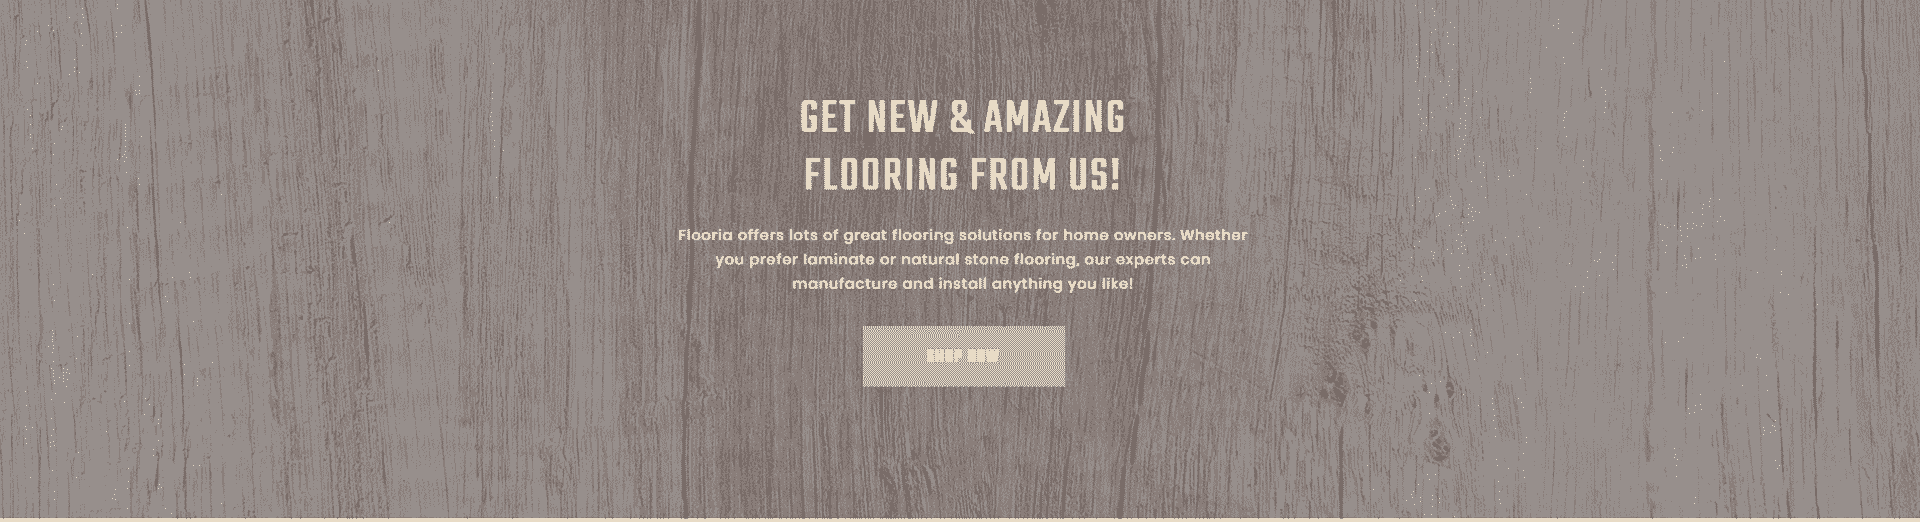 GET NEW & AMAZING
FLOORING FROM US!
Flooria offers lots of great flooring solutions for home owners. Whether
you prefer laminate or natural stone flooring, our experts can
manufacture and install anything you like!
SHOP NOW